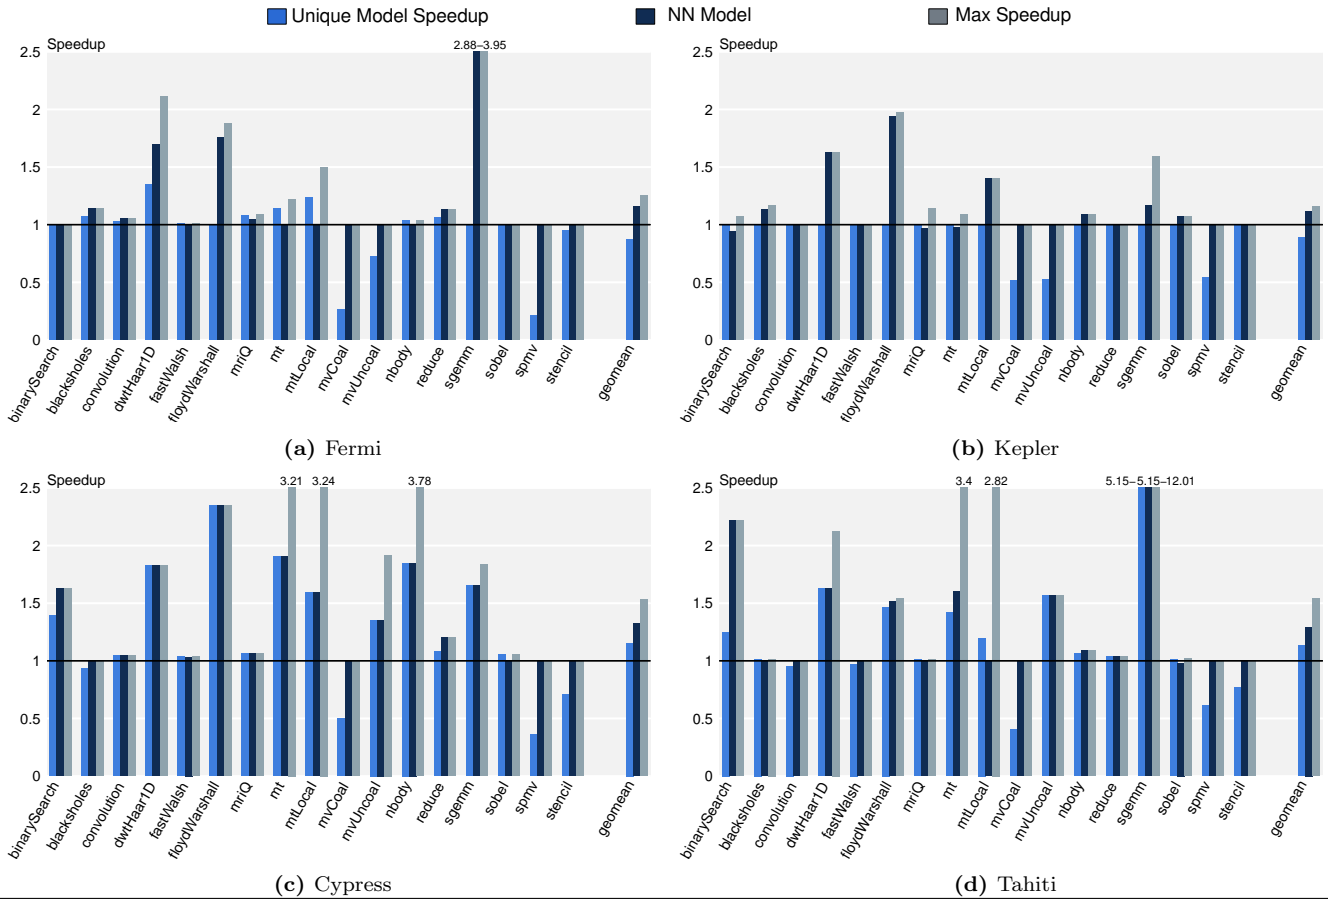 Unique Model Speedup NN Model Max Speedup
Speedup
2.88–3.95
2.5
2
1.5
1
0.5
0
binarySearch
blacksholes
convolution
dwtHaar1D
fastWalsh
floydWarshall
mriQ
mt
mtLocal
mvCoal
mvUncoal
nbody
reduce
sgemm
sobel
spmv
stencil
geomean
(a) Fermi
Speedup
2.5
2
1.5
1
0.5
0
binarySearch
blacksholes
convolution
dwtHaar1D
fastWalsh
floydWarshall
mriQ
mt
mtLocal
mvCoal
mvUncoal
nbody
reduce
sgemm
sobel
spmv
stencil
geomean
(b) Kepler
Speedup
3.21 3.24 3.78
2.5
2
1.5
1
0.5
0
binarySearch
blacksholes
convolution
dwtHaar1D
fastWalsh
floydWarshall
mriQ
mt
mtLocal
mvCoal
mvUncoal
nbody
reduce
sgemm
sobel
spmv
stencil
geomean
(c) Cypress
Speedup
3.4 2.82 5.15–5.15–12.01
2.5
2
1.5
1
0.5
0
binarySearch
blacksholes
convolution
dwtHaar1D
fastWalsh
floydWarshall
mriQ
mt
mtLocal
mvCoal
mvUncoal
nbody
reduce
sgemm
sobel
spmv
stencil
geomean
(d) Tahiti